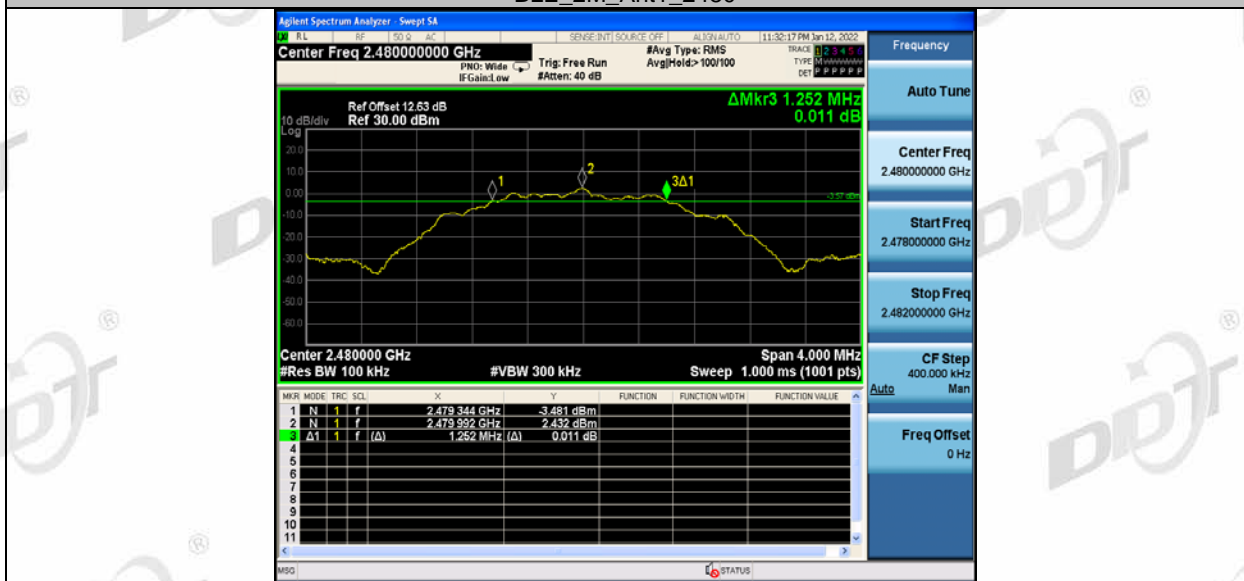 Agilent Spectrum Analyzer - Swept SA
RL RF 50 Ω AC SENSE:INT SOURCE OFF ALIGN AUTO 11:32:17 PM Jan 12, 2022
Center Freq 2.480000000 GHz
PNO: Wide
IFGain:Low
Trig: Free Run
#Atten: 40 dB
#Avg Type: RMS
Avg|Hold:> 100/100
TRACE 1 2 3 4 5 6
TYPE M
DET P P P P P P
Frequency
Auto Tune
Center Freq
2.480000000 GHz
Start Freq
2.478000000 GHz
Stop Freq
2.482000000 GHz
CF Step
400.000 kHz
Auto Man
Freq Offset
0 Hz
ΔMkr3 1.252 MHz
0.011 dB
Ref Offset 12.63 dB
10 dB/div Ref 30.00 dBm
Log
20.0
10.0
0.00
-10.0
-20.0
-30.0
-40.0
-50.0
-60.0
1
2
3Δ1
-3.57 dBm
Center 2.480000 GHz Span 4.000 MHz
#Res BW 100 kHz #VBW 300 kHz Sweep 1.000 ms (1001 pts)
MKR MODE TRC SCL X Y FUNCTION FUNCTION WIDTH FUNCTION VALUE
1 N 1 f 2.479 344 GHz -3.481 dBm
2 N 1 f 2.479 992 GHz 2.432 dBm
3 Δ1 1 f (Δ) 1.252 MHz (Δ) 0.011 dB
4
5
6
7
8
9
10
11
MSG STATUS